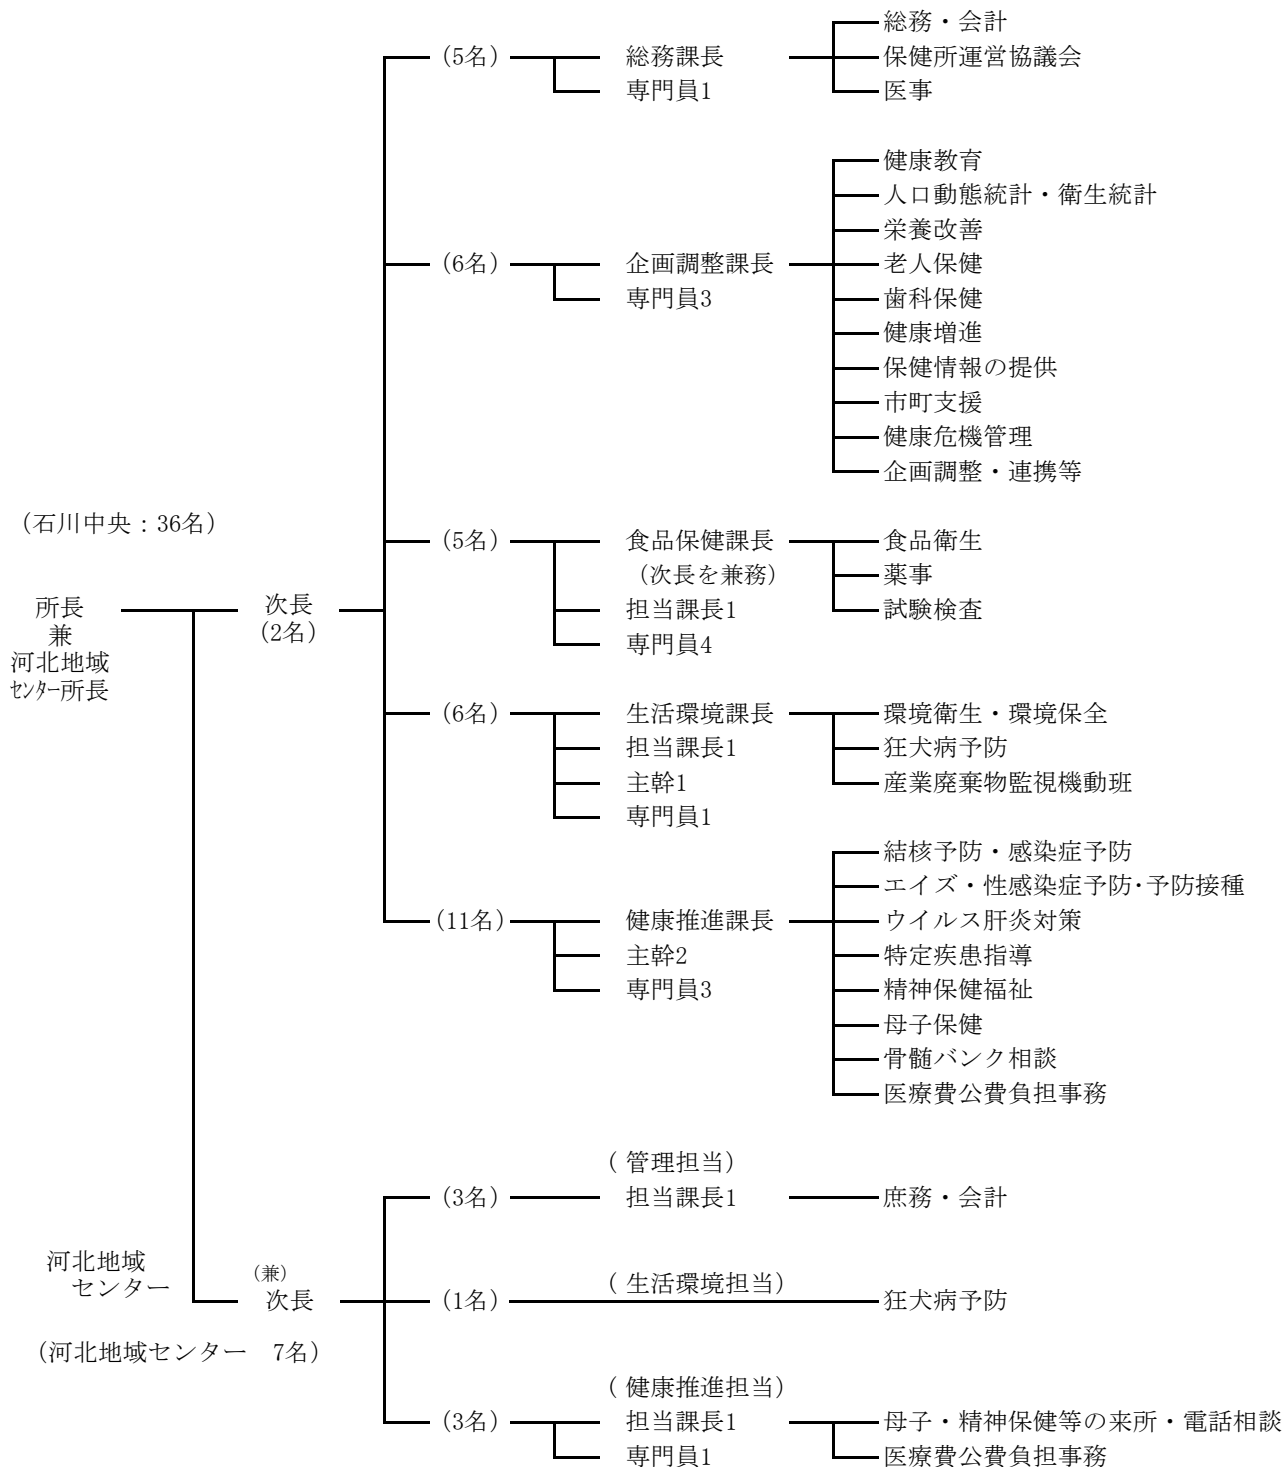 総務・会計
(5名) 総務課長 保健所運営協議会
専門員1 医事
健康教育
人口動態統計・衛生統計
栄養改善
(6名) 企画調整課長 老人保健
専門員3 歯科保健
健康増進
保健情報の提供
市町支援
健康危機管理
企画調整・連携等
(石川中央：36名)
(5名) 食品保健課長 食品衛生
(次長を兼務) 薬事
所長 次長 担当課長1 試験検査
兼 (2名)
専門員4
河北地域
センター所長
(6名) 生活環境課長 環境衛生・環境保全
担当課長1 狂犬病予防
主幹1 産業廃棄物監視機動班
専門員1
結核予防・感染症予防
エイズ・性感染症予防・予防接種
(11名) 健康推進課長 ウイルス肝炎対策
主幹2 特定疾患指導
専門員3 精神保健福祉
母子保健
骨髄バンク相談
医療費公費負担事務
( 管理担当)
(3名) 担当課長1 庶務・会計
河北地域
センター
(兼)
( 生活環境担当)
次長 (1名) 狂犬病予防
(河北地域センター　7名)
( 健康推進担当)
(3名) 担当課長1 母子・精神保健等の来所・電話相談
専門員1 医療費公費負担事務